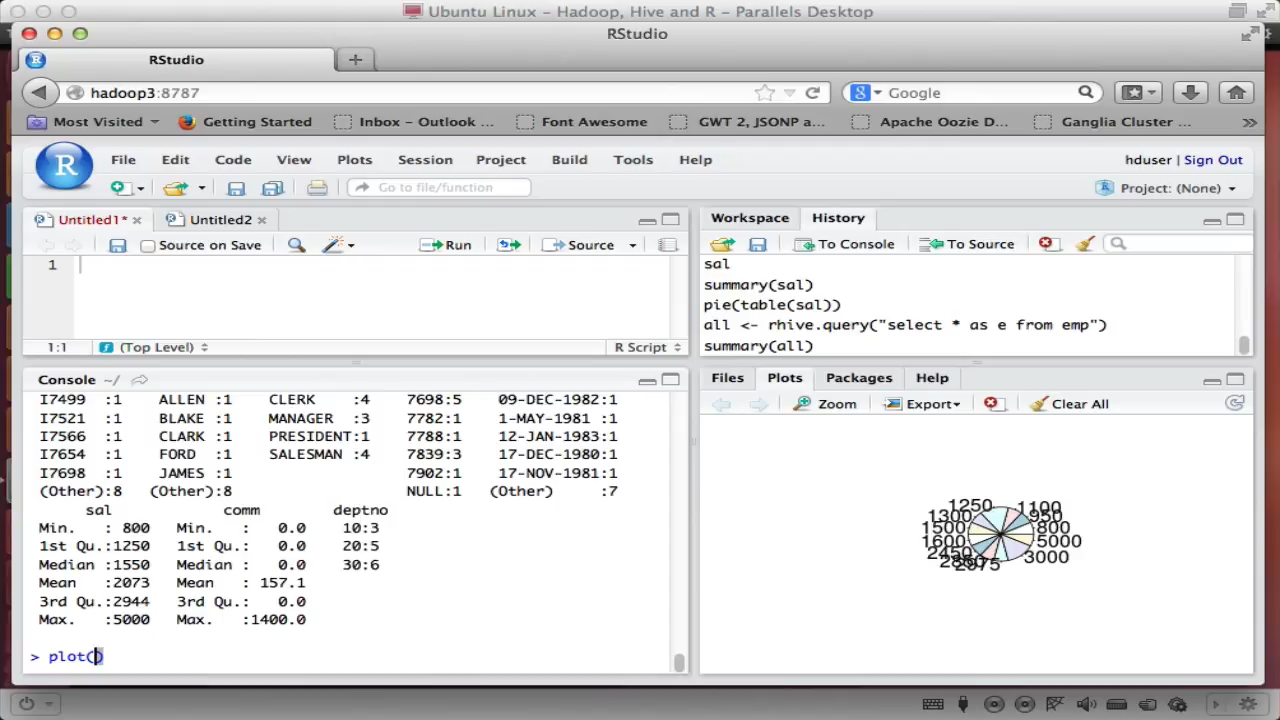 Ubuntu Linux - Hadoop, Hive and R - Parallels Desktop
RStudio
RStudio
hadoop3:8787
Google
Most Visited
Getting Started
Inbox - Outlook ...
Font Awesome
GWT 2, JSONP a...
Apache Oozie D...
Ganglia Cluster ...
R File Edit Code View Plots Session Project Build Tools Help
hduser | Sign Out
Go to file/function
Project: (None)
Untitled1* Untitled2
Source on Save Run Source
1
1:1 (Top Level) R Script
Workspace History
To Console To Source
sal
summary(sal)
pie(table(sal))
all <- rhive.query("select * as e from emp")
summary(all)
Console ~/
I7499 :1 ALLEN :1 CLERK :4 7698:5 09-DEC-1982:1
I7521 :1 BLAKE :1 MANAGER :3 7782:1 1-MAY-1981 :1
I7566 :1 CLARK :1 PRESIDENT:1 7788:1 12-JAN-1983:1
I7654 :1 FORD :1 SALESMAN :4 7839:3 17-DEC-1980:1
I7698 :1 JAMES :1 7902:1 17-NOV-1981:1
(Other):8 (Other):8 NULL:1 (Other) :7
sal comm deptno
Min. : 800 Min. : 0.0 10:3
1st Qu.:1250 1st Qu.: 0.0 20:5
Median :1550 Median : 0.0 30:6
Mean :2073 Mean : 157.1
3rd Qu.:2944 3rd Qu.: 0.0
Max. :5000 Max. :1400.0
> plot()
Files Plots Packages Help
Zoom Export Clear All
1250 1100
1300 950
1500 800
1600 5000
2450 3000
2850
2975